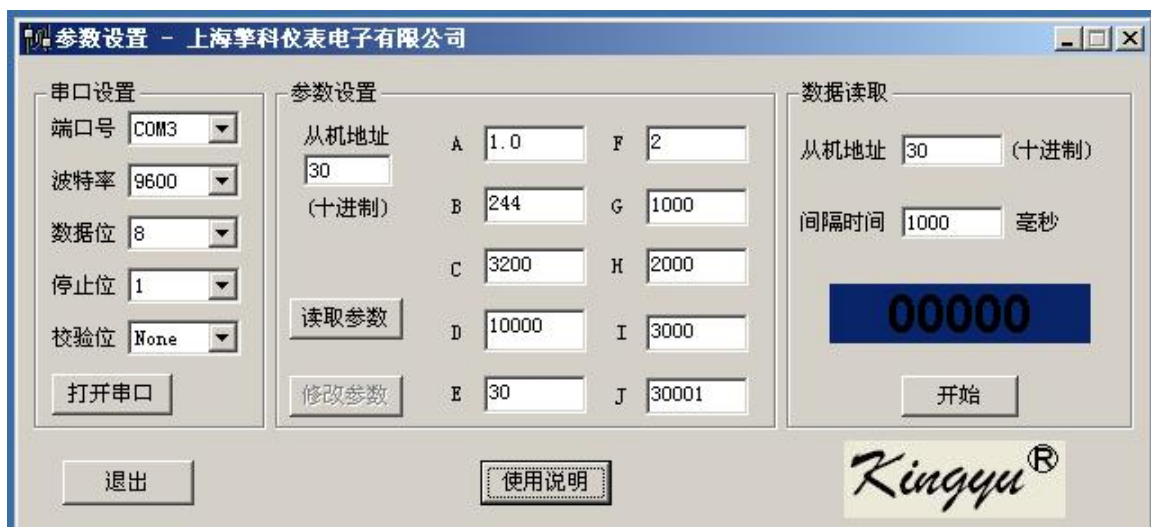 参数设置 - 上海擎科仪表电子有限公司
串口设置
端口号 COM3
波特率 9600
数据位 8
停止位 1
校验位 None
打开串口
参数设置
从机地址
30
(十进制)
读取参数
修改参数
A 1.0
B 244
C 3200
D 10000
E 30
F 2
G 1000
H 2000
I 3000
J 30001
数据读取
从机地址 30 (十进制)
间隔时间 1000 毫秒
00000
开始
退出
使用说明
Kingyu®